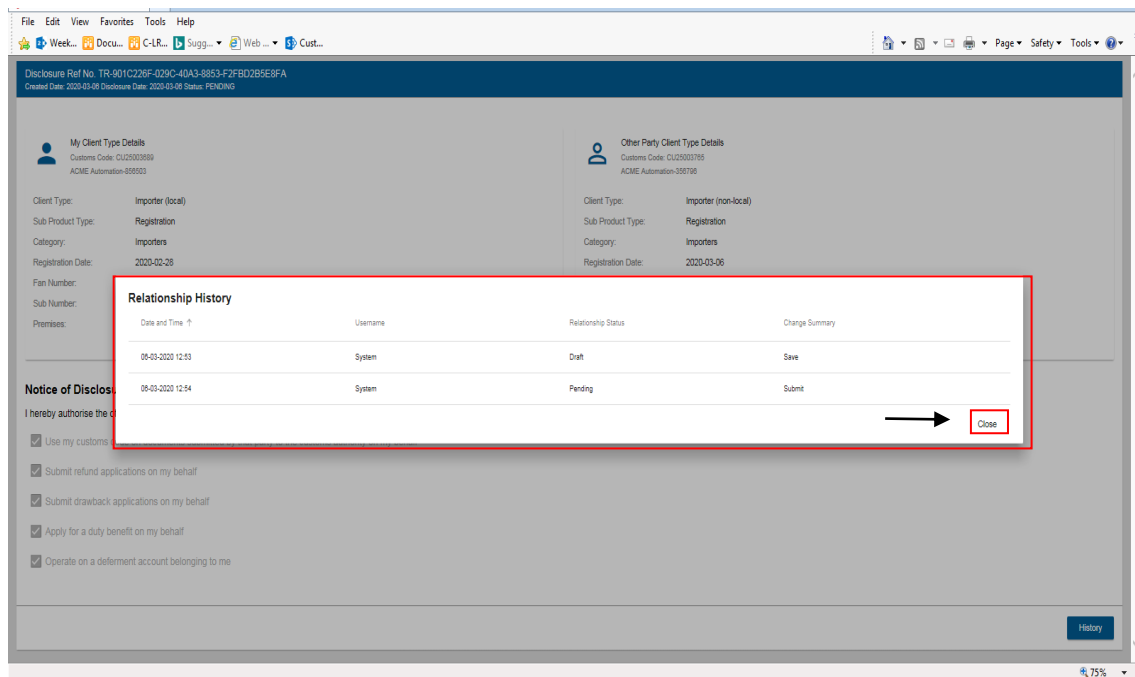 File Edit View Favorites Tools Help
Week... Docu... C-LR... Sugg... Web ... Cust... Page Safety Tools
Disclosure Ref No. TR-901C226F-029C-40A3-8853-F2FBD2B5E8FA
Created Date: 2020-03-06 Disclosure Date: 2020-03-06 Status: PENDING
My Client Type Details
Customs Code: CU25003689
ACME Automation-856503
Other Party Client Type Details
Customs Code: CU25003765
ACME Automation-356796
Client Type: Importer (local)
Sub Product Type: Registration
Category: Importers
Registration Date: 2020-02-28
Fan Number:
Sub Number:
Premises:
Client Type: Importer (non-local)
Sub Product Type: Registration
Category: Importers
Registration Date: 2020-03-06
Relationship History
Date and Time ↑ Username Relationship Status Change Summary
06-03-2020 12:53 System Draft Save
06-03-2020 12:54 System Pending Submit
Close
Notice of Disclosu
I hereby authorise the
Use my customs
Submit refund applications on my behalf
Submit drawback applications on my behalf
Apply for a duty benefit on my behalf
Operate on a deferment account belonging to me
History
75%